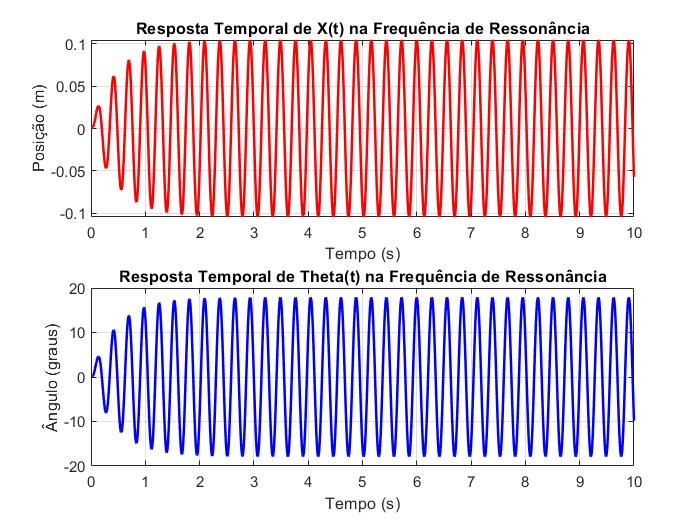 Resposta Temporal de X(t) na Frequência de Ressonância
0.1
0.05
0
-0.05
-0.1
Posição (m)
0 1 2 3 4 5 6 7 8 9 10
Tempo (s)
Resposta Temporal de Theta(t) na Frequência de Ressonância
20
10
0
-10
-20
Ângulo (graus)
0 1 2 3 4 5 6 7 8 9 10
Tempo (s)